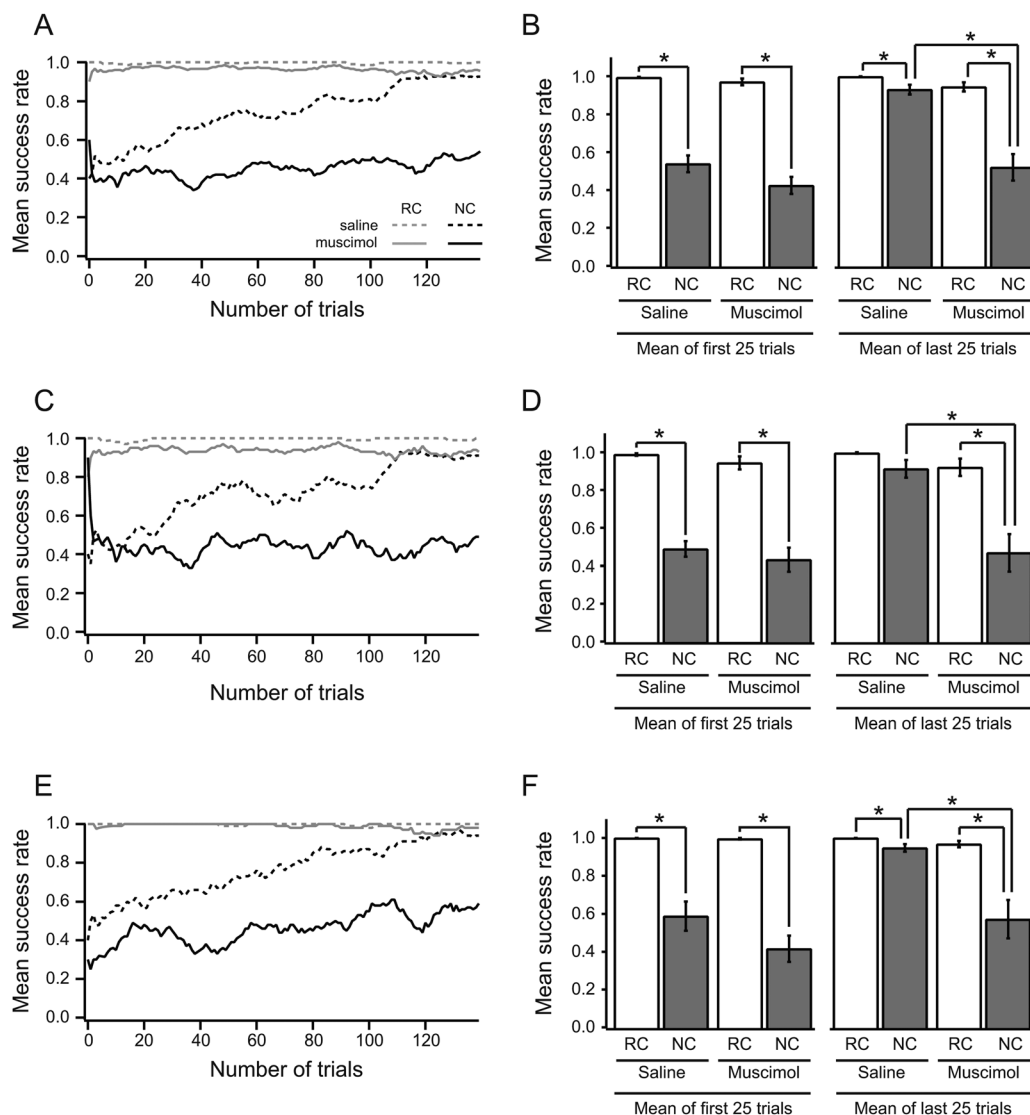 A
Mean success rate
1.0
0.8
0.6
0.4
0.2
0.0
RC NC
saline
muscimol
0 20 40 60 80 100 120
Number of trials
B
Mean success rate
1.0
0.8
0.6
0.4
0.2
0.0
* * * * * 
RC NC RC NC RC NC RC NC
Saline Muscimol Saline Muscimol
Mean of first 25 trials Mean of last 25 trials
C
Mean success rate
1.0
0.8
0.6
0.4
0.2
0.0
0 20 40 60 80 100 120
Number of trials
D
Mean success rate
1.0
0.8
0.6
0.4
0.2
0.0
* * * *
RC NC RC NC RC NC RC NC
Saline Muscimol Saline Muscimol
Mean of first 25 trials Mean of last 25 trials
E
Mean success rate
1.0
0.8
0.6
0.4
0.2
0.0
0 20 40 60 80 100 120
Number of trials
F
Mean success rate
1.0
0.8
0.6
0.4
0.2
0.0
* * * * *
RC NC RC NC RC NC RC NC
Saline Muscimol Saline Muscimol
Mean of first 25 trials Mean of last 25 trials